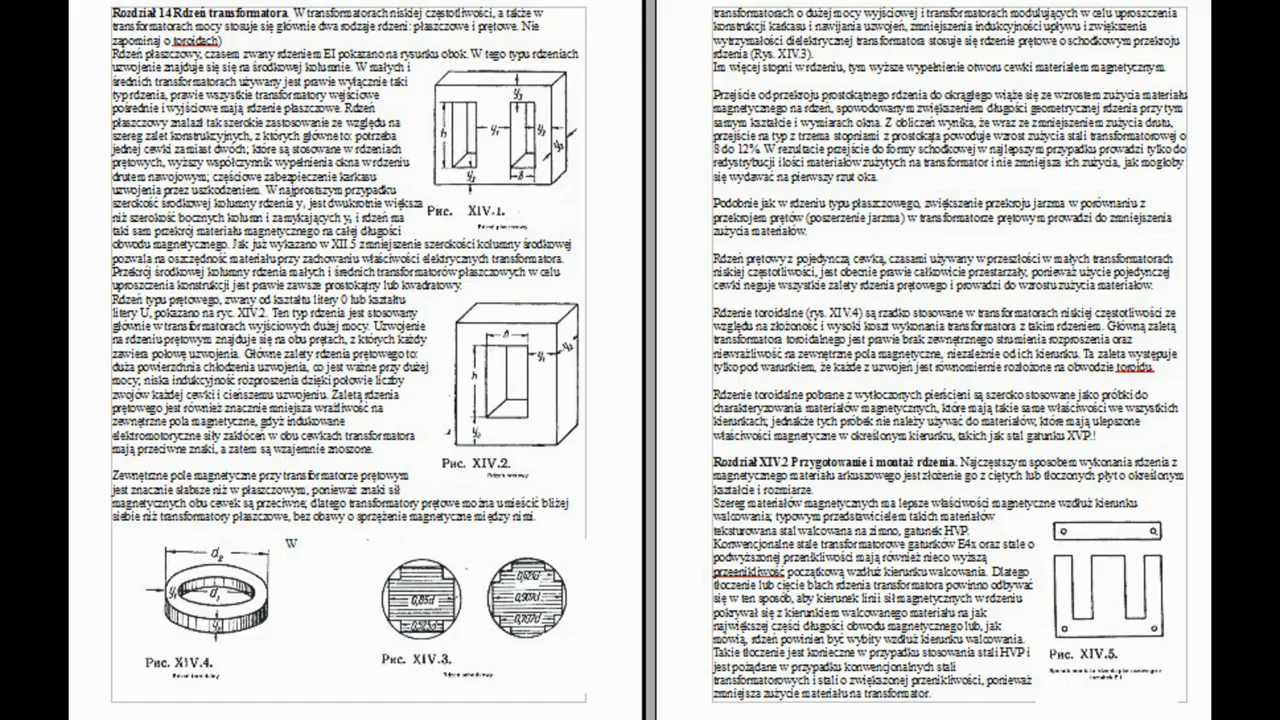 Rozdział 14 Rdzeń transformatora. W transformatorach niskiej częstotliwości, a także w
transformatorach mocy stosuje się głównie dwa rodzaje rdzeni: płaszczowe i prętowe. Nie
zapominaj o toroidach)
Rdzeń płaszczowy, czasem zwany rdzeniem EI pokazano na rysunku obok. W tego typu rdzeniach
uzwojenie znajduje się się na środkowej kolumnie. W małych i
średnich transformatorach używany jest prawie wyłącznie taki
typ rdzenia, prawie wszystkie transformatory wejściowe
pośrednie i wyjściowe mają rdzenie płaszczowe. Rdzeń
płaszczowy znalazł tak szerokie zastosowanie ze względu na
szereg zalet konstrukcyjnych, z których główne to: potrzeba
jednej cewki zamiast dwóch; które są stosowane w rdzeniach
prętowych, wyższy współczynnik wypełnienia okna w rdzeniu
drutem nawojowym; częściowe zabezpieczenie karkasu
uzwojenia przez uszkodzeniem. W najprostszym przypadku
szerokość środkowej kolumny rdzenia y, jest dwukrotnie większa
niż szerokość bocznych kolumn i zamykających y, i rdzeń ma
taki sam przekrój materiału magnetycznego na całej długości
obwodu magnetycznego. Jak już wykazano w XII.5 zmniejszenie szerokości kolumny środkowej
pozwala na oszczędność materiału przy zachowaniu właściwości elektrycznych transformatora.
Przekrój środkowej kolumny rdzenia małych i średnich transformatorów płaszczowych w celu
uproszczenia konstrukcji jest prawie zawsze prostokątny lub kwadratowy.
Рис. XIV.1.
Rdzeń płaszczowy
Rdzeń typu prętowego, zwany od kształtu litery 0 lub kształtu
litery U, pokazano na ryc. XIV.2. Ten typ rdzenia jest stosowany
głównie w transformatorach wyjściowych dużej mocy. Uzwojenie
na rdzeniu prętowym znajduje się na obu prętach, z których każdy
zawiera połowę uzwojenia. Główne zalety rdzenia prętowego to:
duża powierzchnia chłodzenia uzwojenia, co jest ważne przy dużej
mocy; niska indukcyjność rozproszenia dzięki połowie liczby
zwojów każdej cewki i cieńszemu uzwojeniu. Zaletą rdzenia
prętowego jest również znacznie mniejsza wrażliwość na
zewnętrzne pola magnetyczne, gdyż indukowane
elektromotoryczne siły zakłóceń w obu cewkach transformatora
mają przeciwne znaki, a zatem są wzajemnie znoszone.
Рис. XIV.2.
Zewnętrzne pole magnetyczne przy transformatorze prętowym
jest znacznie słabsze niż w płaszczowym, ponieważ znaki sił
magnetycznych obu cewek są przeciwne; dlatego transformatory prętowe można umieścić bliżej
siebie niż transformatory płaszczowe, bez obawy o sprzężenie magnetyczne między nimi.
W
0,85d
0,525d
0,707d
Рис. XIV.4.
Rdzeń toroidalny
Рис. XIV.3.
Rdzeń schodkowy
transformatorach o dużej mocy wyjściowej i transformatorach modulujących w celu uproszczenia
konstrukcji karkasu i nawijania uzwojeń, zmniejszenia indukcyjności upływu i zwiększenia
wytrzymałości dielektrycznej transformatora stosuje się rdzenie prętowe o schodkowym przekroju
rdzenia (Rys. XIV.3).
Im więcej stopni w rdzeniu, tym wyższe wypełnienie otworu cewki materiałem magnetycznym.
Przejście od przekroju prostokątnego rdzenia do okrągłego wiąże się ze wzrostem zużycia materiału
magnetycznego na rdzeń, spowodowanym zwiększeniem długości geometrycznej rdzenia przy tym
samym kształcie i wymiarach okna. Z obliczeń wynika, że wraz ze zmniejszeniem zużycia drutu,
przejście na typ z trzema stopniami z prostokąta powoduje wzrost zużycia stali transformatorowej o
8 do 12%. W rezultacie przejście do formy schodkowej w najlepszym przypadku prowadzi tylko do
redystrybucji ilości materiałów zużytych na transformator i nie zmniejsza ich zużycia, jak mogłoby
się wydawać na pierwszy rzut oka.
Podobnie jak w rdzeniu typu płaszczowego, zwiększenie przekroju jarzma w porównaniu z
przekrojem prętów (poszerzenie jarzma) w transformatorze prętowym prowadzi do zmniejszenia
zużycia materiałów.
Rdzeń prętowy z pojedynczą cewką, czasami używany w przeszłości w małych transformatorach
niskiej częstotliwości, jest obecnie prawie całkowicie przestarzały, ponieważ użycie pojedynczej
cewki neguje wszystkie zalety rdzenia prętowego i prowadzi do wzrostu zużycia materiałów.
Rdzenie toroidalne (rys. XIV.4) są rzadko stosowane w transformatorach niskiej częstotliwości ze
względu na złożoność i wysoki koszt wykonania transformatora z takim rdzeniem. Główną zaletą
transformatora toroidalnego jest prawie brak zewnętrznego strumienia rozproszenia oraz
niewrażliwość na zewnętrzne pola magnetyczne, niezależnie od ich kierunku. Ta zaleta występuje
tylko pod warunkiem, że każde z uzwojeń jest równomiernie rozłożone na obwodzie toroidu.
Rdzenie toroidalne pobrane z wytłoczonych pierścieni są szeroko stosowane jako próbki do
charakteryzowania materiałów magnetycznych, które mają takie same właściwości we wszystkich
kierunkach; jednakże tych próbek nie należy używać do materiałów, które mają ulepszone
właściwości magnetyczne w określonym kierunku, takich jak stal gatunku XVP.!
Rozdział XIV.2 Przygotowanie i montaż rdzenia. Najczęstszym sposobem wykonania rdzenia z
magnetycznego materiału arkuszowego jest złożenie go z ciętych lub tłoczonych płyt o określonym
kształcie i rozmiarze.
Szereg materiałów magnetycznych ma lepsze właściwości magnetyczne wzdłuż kierunku
walcowania; typowym przedstawicielem takich materiałów
teksturowana stal walcowana na zimno, gatunek HVP.
Konwencjonalne stale transformatorowe gatunków E4x oraz stale o
podwyższonej przenikliwości mają również nieco wyższą
przeenikliwość początkową wzdłuż kierunku walcowania. Dlatego
tłoczenie lub cięcie blach rdzenia transformatora powinno odbywać
się w ten sposób, aby kierunek linii sił magnetycznych w rdzeniu
pokrywał się z kierunkiem walcowanego materiału na jak
największej części długości obwodu magnetycznego lub, jak
mówią, rdzeń powinien być wybity wzdłuż kierunku walcowania.
Takie tłoczenie jest konieczne w przypadku stosowania stali HVP i
jest pożądane w przypadku konwencjonalnych stali
transformatorowych i stali o zwiększonej przenikliwości, ponieważ
zmniejsza zużycie materiału na transformator.
Рис. XIV.5.